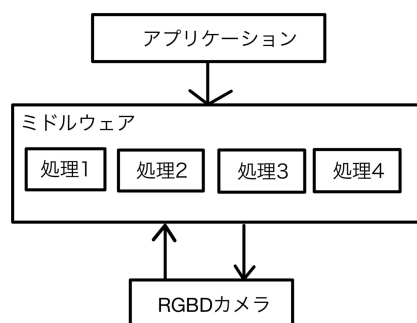 アプリケーション
ミドルウェア
処理1
処理2
処理3
処理4
RGBDカメラ